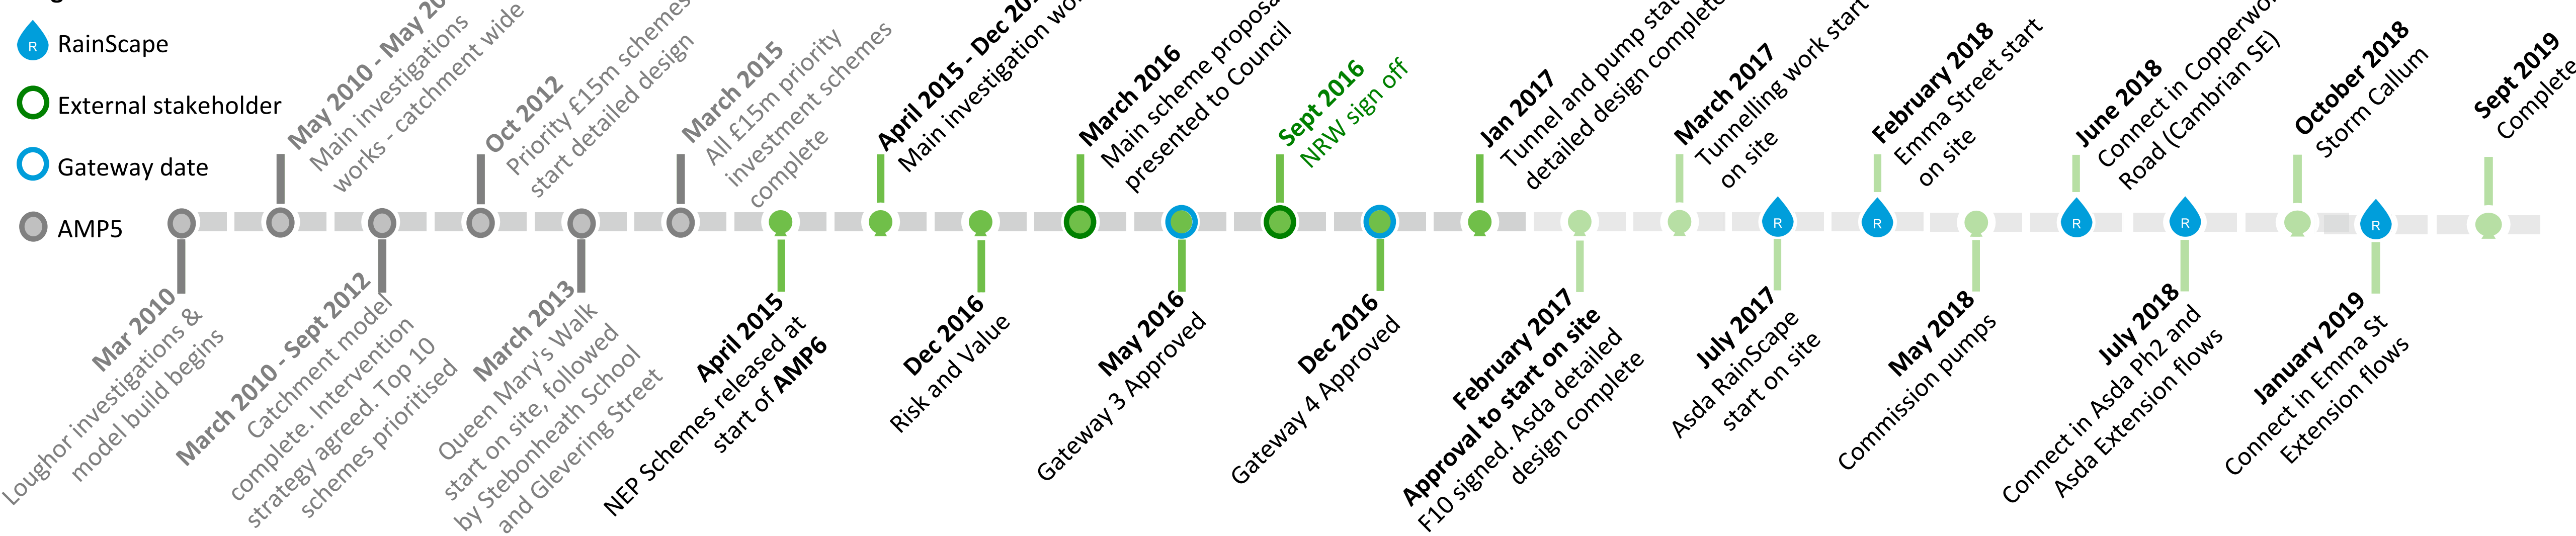 RainScape
External stakeholder
Gateway date
AMP5
R
Mar 2010
Loughor investigations &
model build begins
May 2010 - May
Main investigations
works - catchment wide
March 2010 - Sept 2012
Catchment model
complete. Intervention
strategy agreed. Top 10
schemes prioritised
Oct 2012
Priority £15m schemes
start detailed design
March 2013
Queen Mary's Walk
start on site, followed
by Stebonheath School
and Glevering Street
March 2015
All £15m priority
investment schemes
complete
April 2015
NEP Schemes released at
start of AMP6
April 2015 - Dec
Main investigation
Dec 2016
Risk and Value
March 2016
Main scheme
presented to Council
May 2016
Gateway 3 Approved
Sept 2016
NRW sign off
Dec 2016
Gateway 4 Approved
Jan 2017
Tunnel and pump
detailed design complete
February 2017
Approval to start on site
F10 signed. Asda detailed
design complete
March 2017
Tunnelling work start
on site
July 2017
Asda RainScape
start on site
R
February 2018
Emma Street start
on site
R
May 2018
Commission pumps
June 2018
Connect in
Road (Cambrian SE)
R
July 2018
Connect in Asda Ph2 and
Asda Extension flows
R
October 2018
Storm Callum
January 2019
Connect in Emma St
Extension flows
R
Sept 2019
Complete